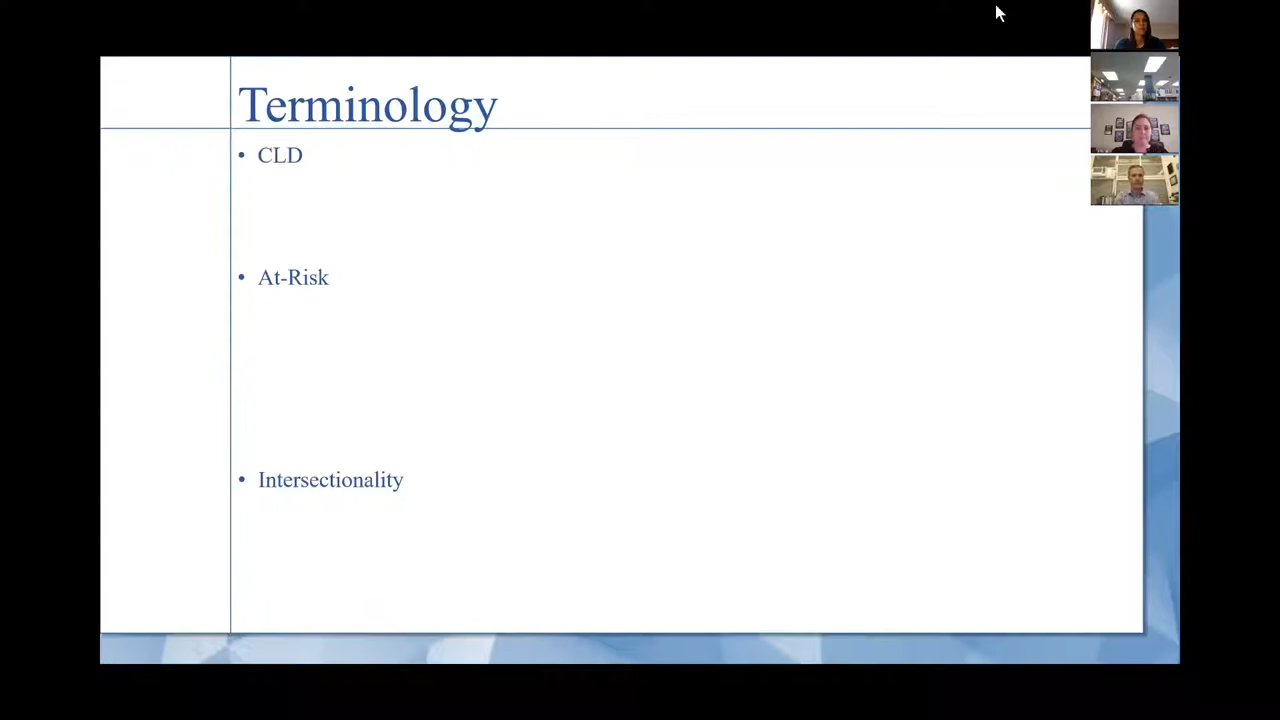 Terminology
• CLD
• At-Risk
• Intersectionality